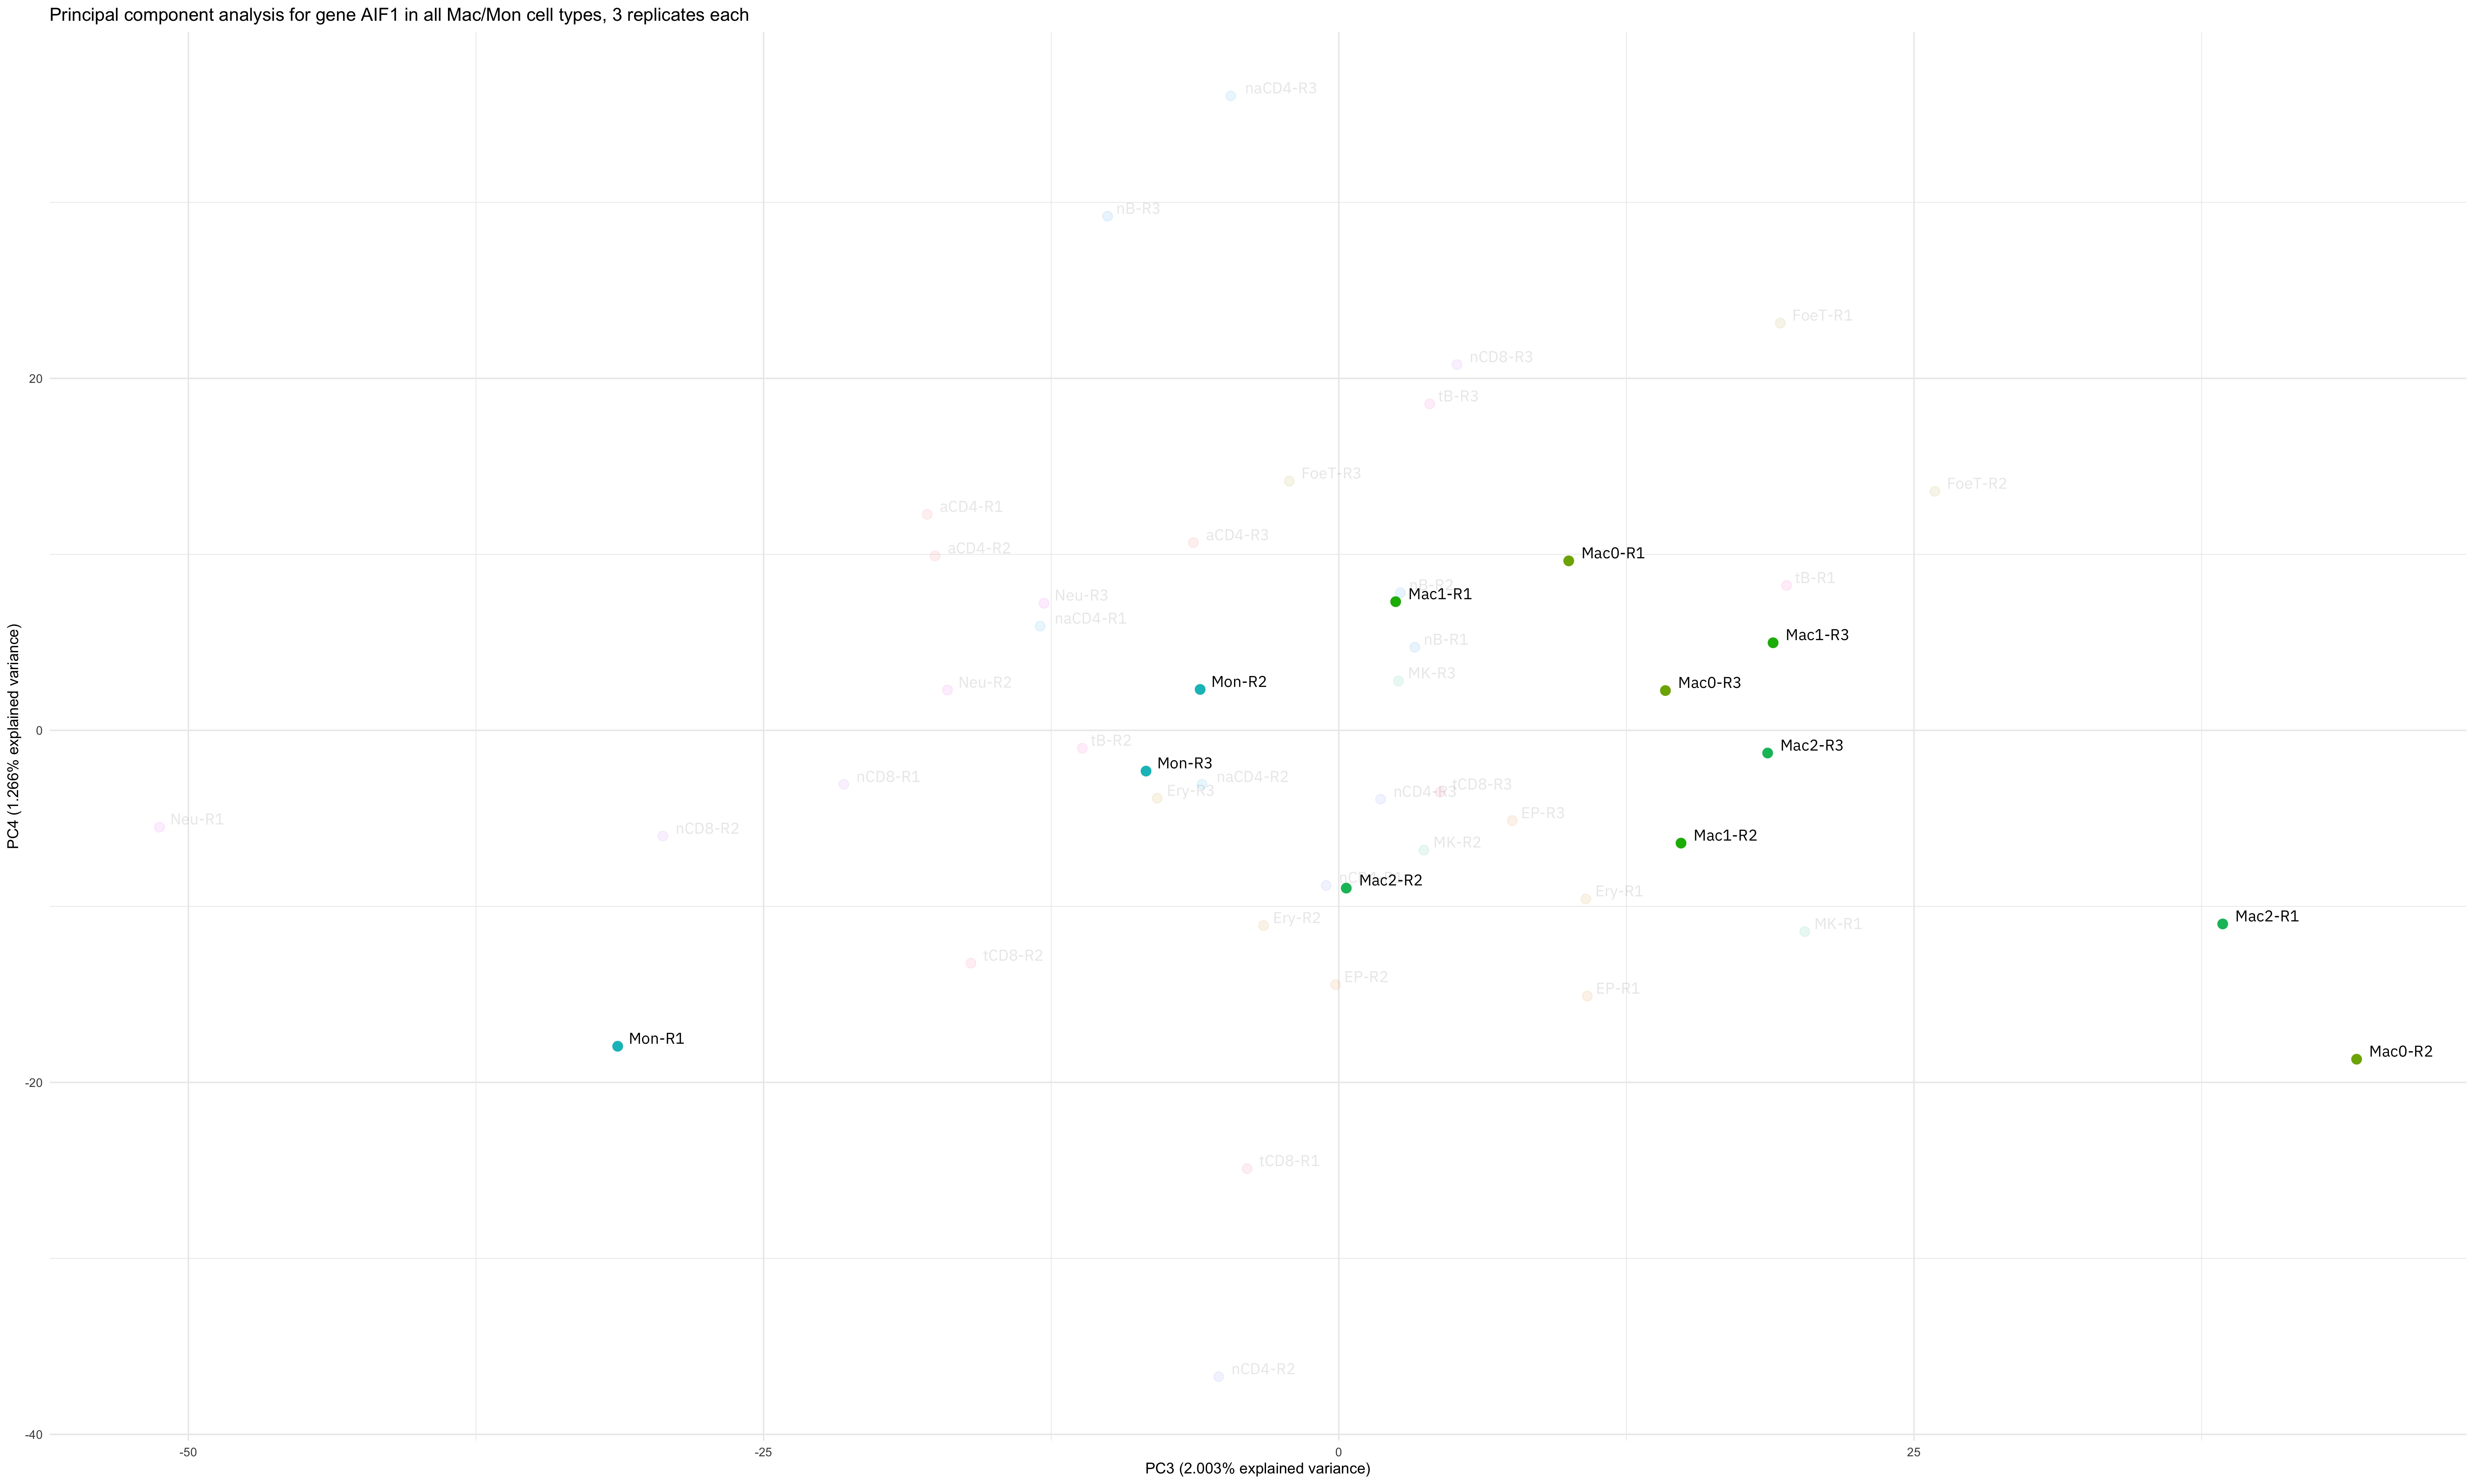 Principal component analysis for gene AIF1 in all Mac/Mon cell types, 3 replicates each
naCD4-R3
nB-R3
FoeT-R1
nCD8-R3
20
tB-R3
FoeT-R3
FoeT-R2
aCD4-R1
aCD4-R3
aCD4-R2
Mac0-R1
tB-R1
nB-R2
Mac1-R1
Neu-R3
naCD4-R1
Mac1-R3
nB-R1
MK-R3
Neu-R2
Mon-R2
Mac0-R3
0
tB-R2
Mac2-R3
Mon-R3
nCD8-R1
naCD4-R2
tCD8-R3
Ery-R3
nCD4-R3
EP-R3
Neu-R1
nCD8-R2
Mac1-R2
MK-R2
Mac2-R2
Ery-R1
Ery-R2
Mac2-R1
MK-R1
tCD8-R2
EP-R2
EP-R1
Mon-R1
Mac0-R2
-20
tCD8-R1
nCD4-R2
-40
-50
-25
0
25
PC3 (2.003% explained variance)
PC4 (1.266% explained variance)